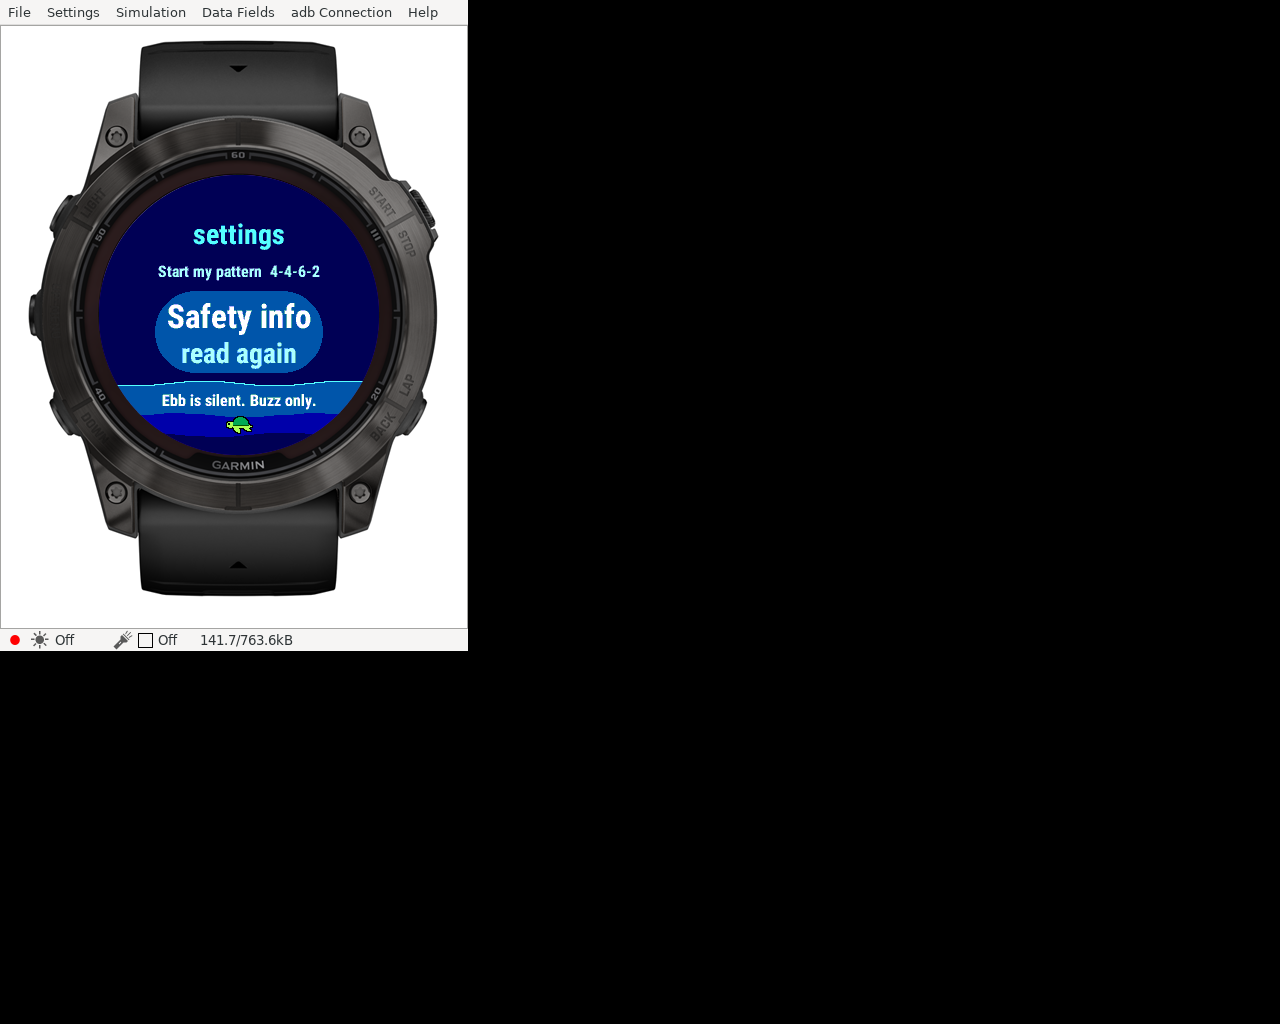 File Settings Simulation Data Fields adb Connection Help
60
LIGHT
START
STOP
50
settings
Start my pattern 4-4-6-2
Safety info
read again
Ebb is silent. Buzz only.
40
20
LAP
DOWN
BACK
GARMIN
Off Off 141.7/763.6kB